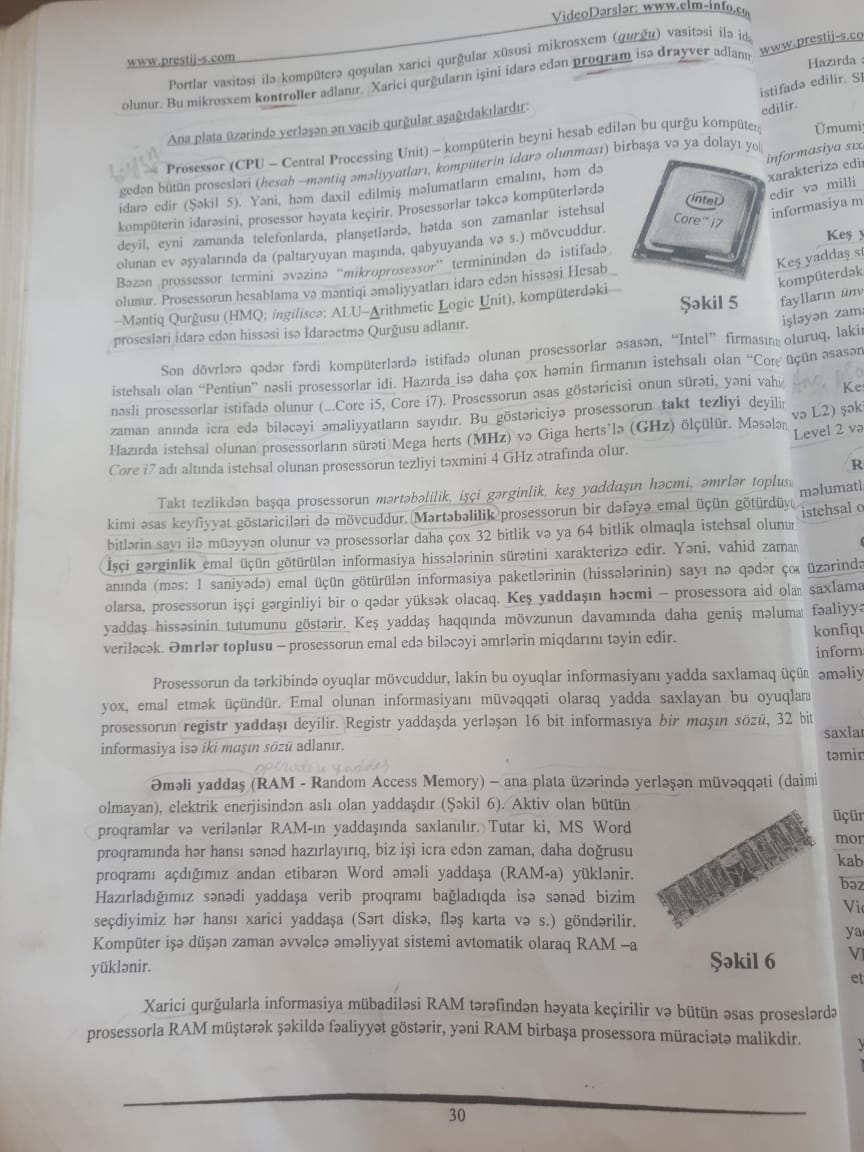 VideoDərslər: www.elm-info.co
www.prestij-s.com
Portlar vasitəsi ilə kompüterə qoşulan xarici qurğular xüsusi mikrosxem (qurğu) vasitəsi ilə idə
olunur. Bu mikrosxem kontroller adlanır. Xarici qurğuların işini idarə edən proqram isə drayver adlanır
Ana plata üzərində yerləşən ən vacib qurğular aşağıdakılardır:
Prosessor (CPU – Central Processing Unit) – kompüterin beyni hesab edilən bu qurğu kompüter
gedən bütün prosesləri (hesab –məntiq əməliyyatları, kompüterin idarə olunması) birbaşa və ya dolayı yol
idarə edir (Şəkil 5). Yəni, həm daxil edilmiş məlumatların emalını, həm də
kompüterin idarəsini, prosessor həyata keçirir. Prosessorlar təkcə kompüterlərdə
deyil, eyni zamanda telefonlarda, planşetlərdə, hətda son zamanlar istehsal
olunan ev əşyalarında da (paltaryuyan maşında, qabyuyanda və s.) mövcuddur.
Bəzən prossessor termini əvəzinə “mikroprosessor” terminindən də istifadə
olunur. Prosessorun hesablama və məntiqi əməliyyatları idarə edən hissəsi Hesab
–Məntiq Qurğusu (HMQ; ingiliscə: ALU–Arithmetic Logic Unit), kompüterdəki
prosesləri idarə edən hissəsi isə İdarəetmə Qurğusu adlanır.
intel
Core™ i7
Şəkil 5
Son dövrlərə qədər fərdi kompüterlərdə istifadə olunan prosessorlar əsasən, “Intel” firmasını
istehsalı olan “Pentiun” nəsli prosessorlar idi. Hazırda isə daha çox həmin firmanın istehsalı olan “Core
nəsli prosessorlar istifadə olunur (...Core i5, Core i7). Prosessorun əsas göstəricisi onun sürəti, yəni vahid
zaman anında icra edə biləcəyi əməliyyatların sayıdır. Bu göstəriciyə prosessorun takt tezliyi deyilir
Hazırda istehsal olunan prosessorların sürəti Mega herts (MHz) və Giga herts’lə (GHz) ölçülür. Məsələn
Core i7 adı altında istehsal olunan prosessorun tezliyi təxmini 4 GHz ətrafında olur.
Takt tezlikdən başqa prosessorun mərtəbəlilik, işçi gərginlik, keş yaddaşın həcmi, əmrlər toplusu
kimi əsas keyfiyyət göstəriciləri də mövcuddur. Mərtəbəlilik prosessorun bir dəfəyə emal üçün götürdüyü
bitlərin sayı ilə müəyyən olunur və prosessorlar daha çox 32 bitlik və ya 64 bitlik olmaqla istehsal olunur
İşçi gərginlik emal üçün götürülən informasiya hissələrinin sürətini xarakterizə edir. Yəni, vahid zaman
anında (məs: 1 saniyədə) emal üçün götürülən informasiya paketlərinin (hissələrinin) sayı nə qədər çox
olarsa, prosessorun işçi gərginliyi bir o qədər yüksək olacaq. Keş yaddaşın həcmi – prosessora aid olan
yaddaş hissəsinin tutumunu göstərir. Keş yaddaş haqqında mövzunun davamında daha geniş məlumat
veriləcək. Əmrlər toplusu – prosessorun emal edə biləcəyi əmrlərin miqdarını təyin edir.
Prosessorun da tərkibində oyuqlar mövcuddur, lakin bu oyuqlar informasiyanı yadda saxlamaq üçün
yox, emal etmək üçündür. Emal olunan informasiyanı müvəqqəti olaraq yadda saxlayan bu oyuqlara
prosessorun registr yaddaşı deyilir. Registr yaddaşda yerləşən 16 bit informasıya bir maşın sözü, 32 bit
informasiya isə iki maşın sözü adlanır.
operativ yaddaş
Əməli yaddaş (RAM - Random Access Memory) – ana plata üzərində yerləşən müvəqqəti (daimi
olmayan), elektrik enerjisindən aslı olan yaddaşdır (Şəkil 6). Aktiv olan bütün
proqramlar və verilənlər RAM-ın yaddaşında saxlanılır. Tutar ki, MS Word
proqramında hər hansı sənəd hazırlayırıq, biz işi icra edən zaman, daha doğrusu
proqramı açdığımız andan etibarən Word əməli yaddaşa (RAM-a) yüklənir.
Hazırladığımız sənədi yaddaşa verib proqramı bağladıqda isə sənəd bizim
seçdiyimiz hər hansı xarici yaddaşa (Sərt diskə, fləş karta və s.) göndərilir.
Kompüter işə düşən zaman əvvəlcə əməliyyat sistemi avtomatik olaraq RAM –a
yüklənir.
Şəkil 6
Xarici qurğularla informasiya mübadiləsi RAM tərəfindən həyata keçirilir və bütün əsas proseslərdə
prosessorla RAM müştərək şəkildə fəaliyyət göstərir, yəni RAM birbaşa prosessora müraciətə malikdir.
30
www.prestij-s.co
Hazırda
istifadə edilir. Sl
edilir.
Ümumiy
informasiya sıx
xarakterizə edir
edir və milli
informasiya m
Keş y
Keş yaddaş sü
kompüterdək
faylların ünv
işləyən zama
oluruq, lakin
üçün əsasən
Ke
və L2) şək
Level 2 və
R
məlumatla
istehsal o
üzərində
saxlama
fəaliyyə
konfiqu
inform
əməliy
saxlar
təmin
üçür
mor
kab
bəz
Vi
ya
VI
et